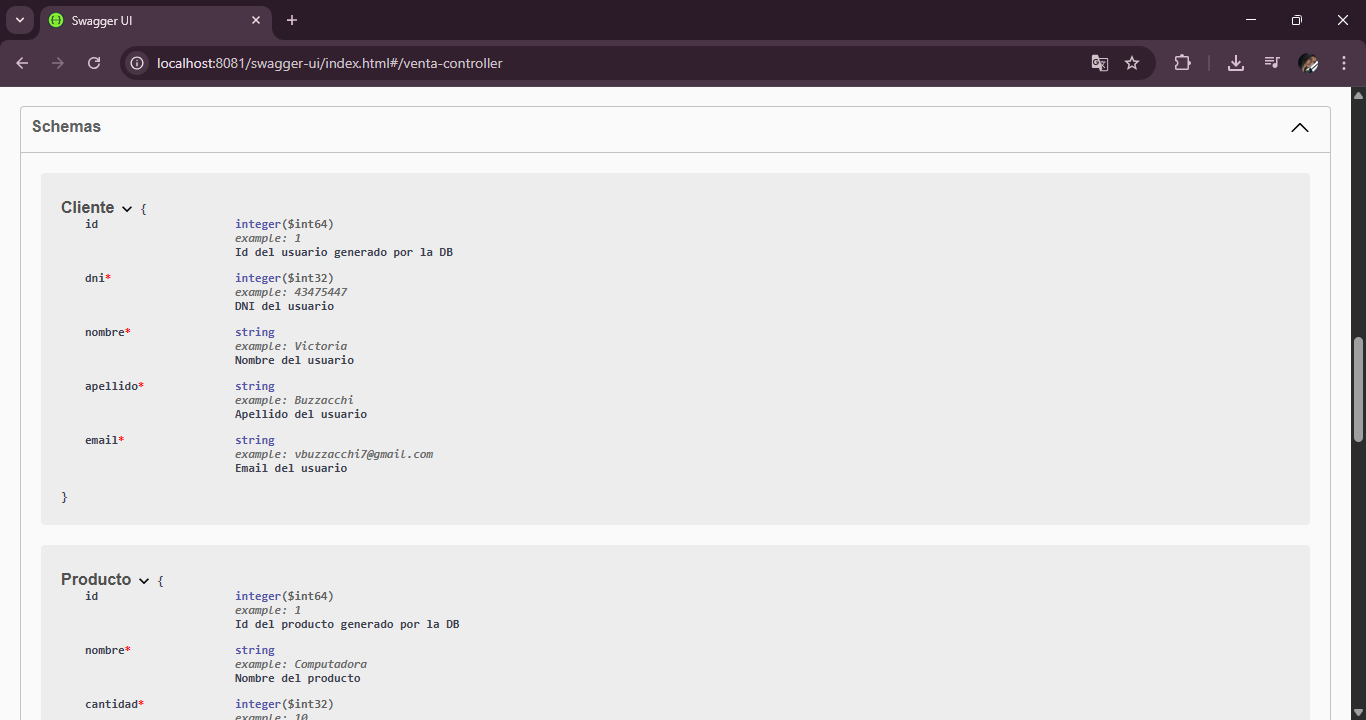 Swagger UI
localhost:8081/swagger-ui/index.html#/venta-controller
Schemas
Cliente {
id integer($int64)
example: 1
Id del usuario generado por la DB
dni* integer($int32)
example: 43475447
DNI del usuario
nombre* string
example: Victoria
Nombre del usuario
apellido* string
example: Buzzacchi
Apellido del usuario
email* string
example: vbuzzacchi7@gmail.com
Email del usuario
}
Producto {
id integer($int64)
example: 1
Id del producto generado por la DB
nombre* string
example: Computadora
Nombre del producto
cantidad* integer($int32)
example: 10